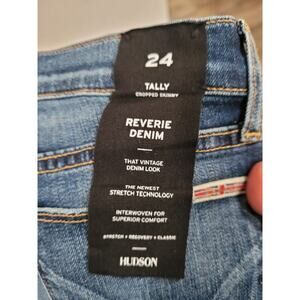 24
TALLY
CROPPED SKINNY
REVERIE
DENIM
THAT VINTAGE
DENIM LOOK
THE NEWEST
STRETCH TECHNOLOGY
INTERWOVEN FOR
SUPERIOR COMFORT
STRETCH + RECOVERY + CLASSIC
HUDSON